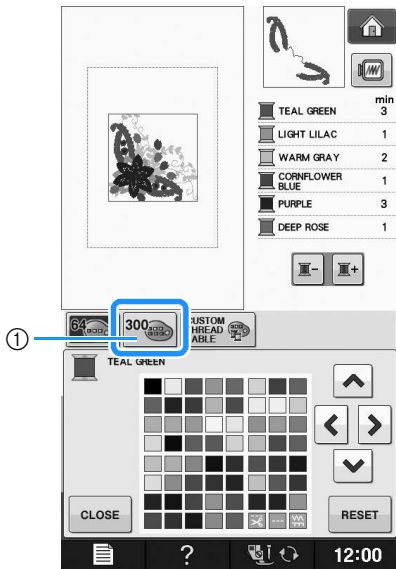 min
TEAL GREEN 3
LIGHT LILAC 1
WARM GRAY 2
CORNFLOWER
BLUE 1
PURPLE 3
DEEP ROSE 1
64
300
CUSTOM
THREAD
TABLE
①
TEAL GREEN
CLOSE
RESET
?
12:00